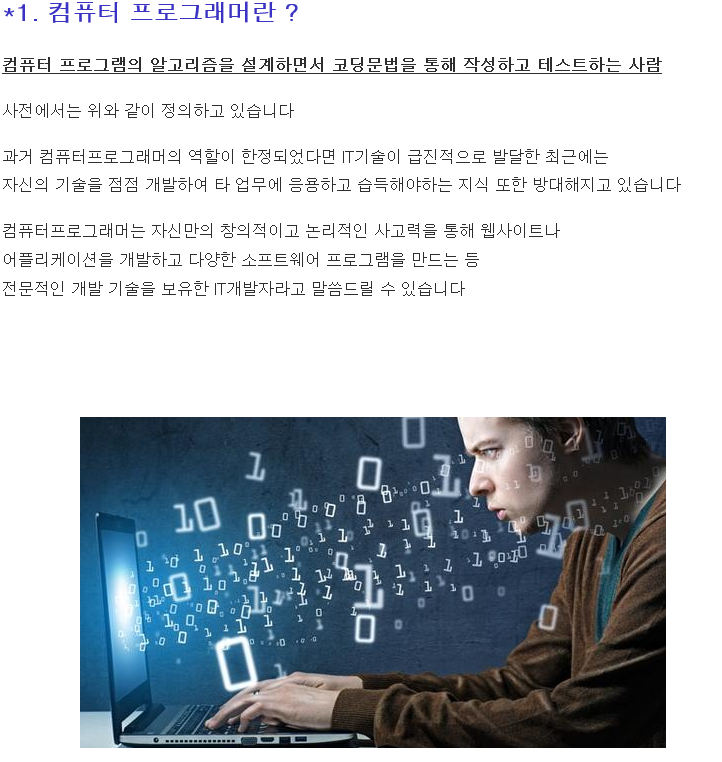 *1. 컴퓨터 프로그래머란 ?
컴퓨터 프로그램의 알고리즘을 설계하면서 코딩문법을 통해 작성하고 테스트하는 사람
사전에서는 위와 같이 정의하고 있습니다
과거 컴퓨터프로그래머의 역할이 한정되었다면 IT기술이 급진적으로 발달한 최근에는
자신의 기술을 점점 개발하여 타 업무에 응용하고 습득해야하는 지식 또한 방대해지고 있습니다
컴퓨터프로그래머는 자신만의 창의적이고 논리적인 사고력을 통해 웹사이트나
어플리케이션을 개발하고 다양한 소프트웨어 프로그램을 만드는 등
전문적인 개발 기술을 보유한 IT개발자라고 말씀드릴 수 있습니다